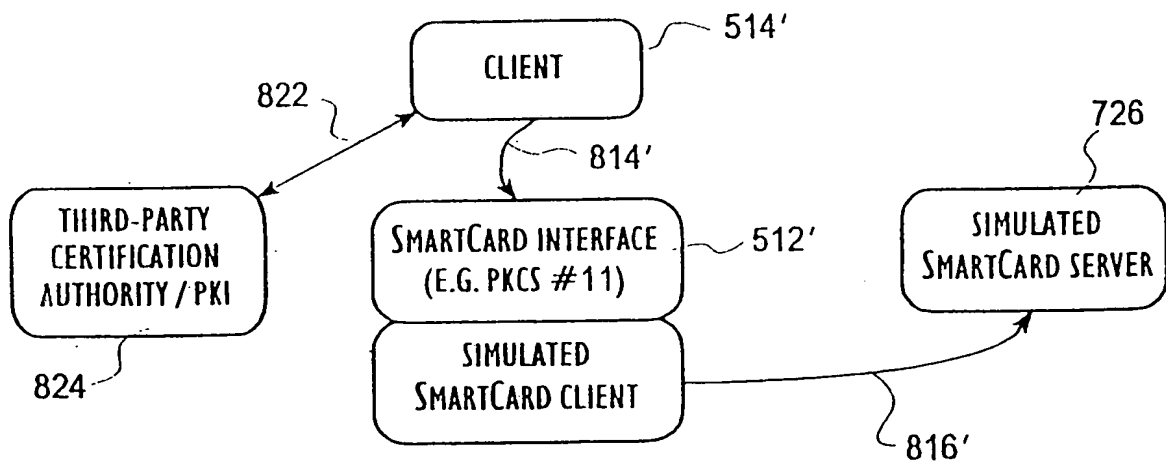 CLIENT
514'
822
814'
726
THIRD-PARTY
CERTIFICATION
AUTHORITY / PKI
SMARTCARD INTERFACE
(E.G. PKCS #11)
512'
SIMULATED
SMARTCARD SERVER
824
SIMULATED
SMARTCARD CLIENT
816'